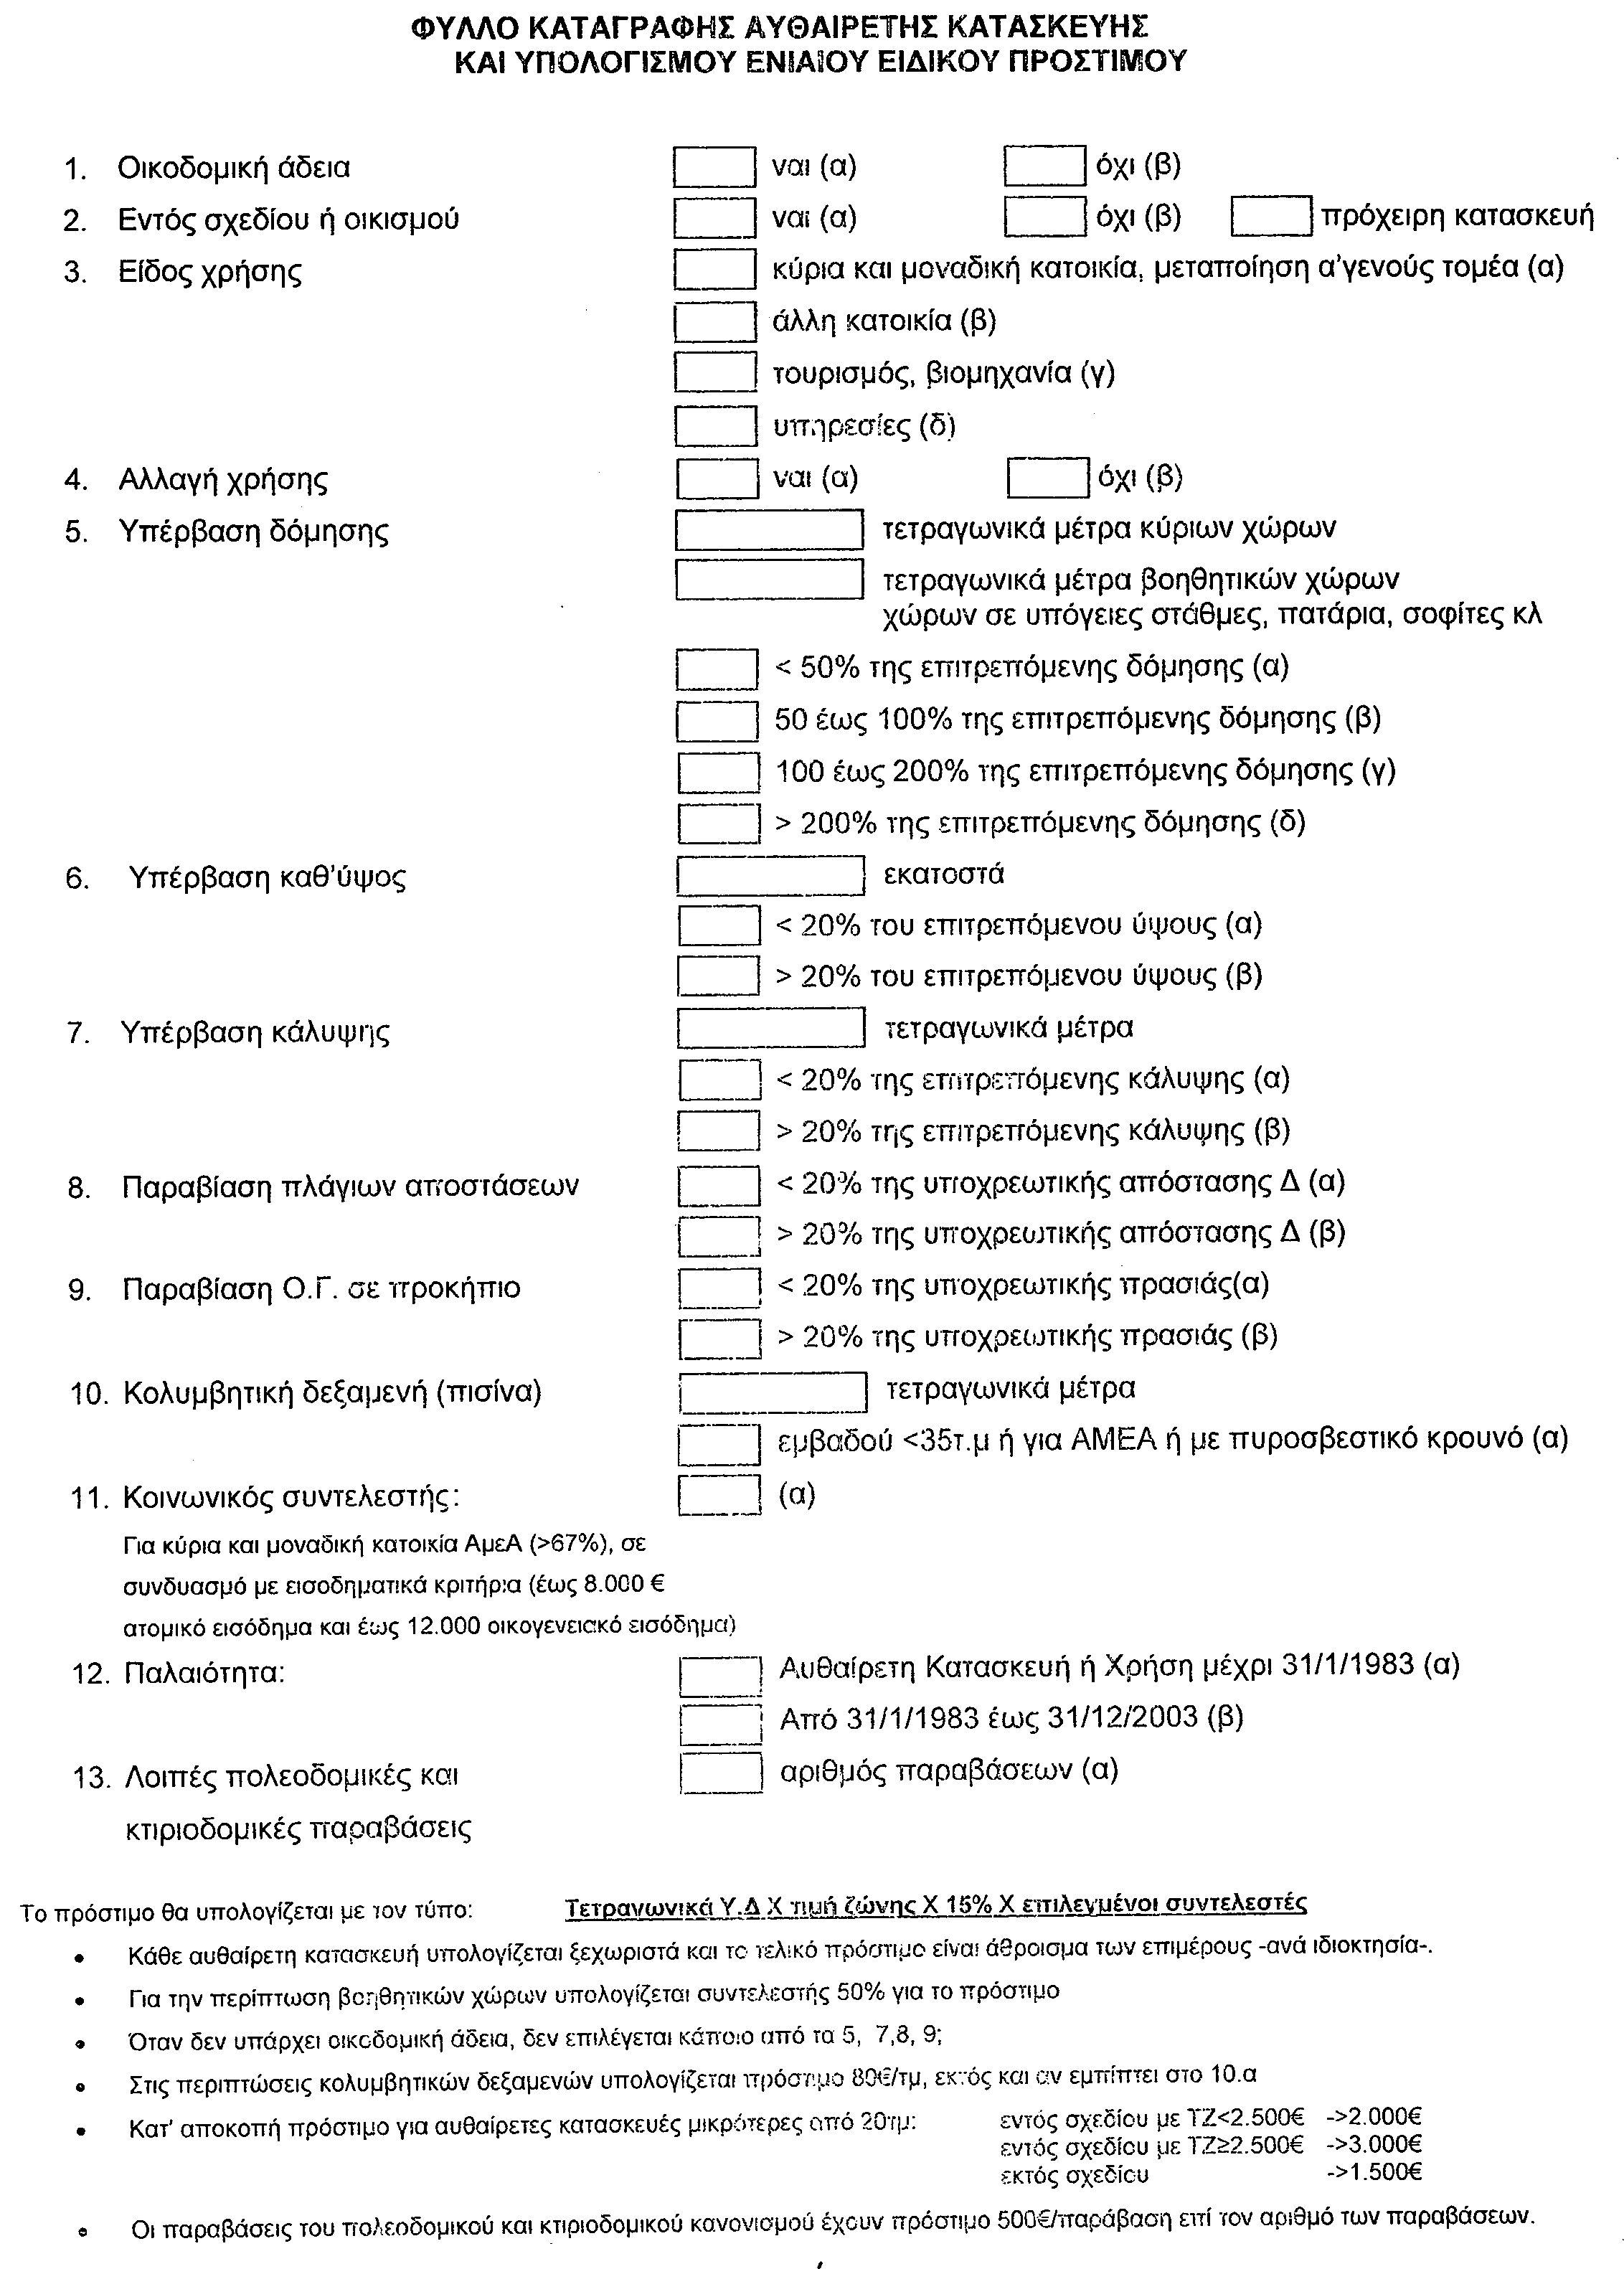 ΦΥΛΛΟ ΚΑΤΑΓΡΑΦΗΣ ΑΥΘΑΙΡΕΤΗΣ ΚΑΤΑΣΚΕΥΗΣ
ΚΑΙ ΥΠΟΛΟΓΙΣΜΟΥ ΕΝΙΑΙΟΥ ΕΙΔΙΚΟΥ ΠΡΟΣΤΙΜΟΥ
1. Οικοδομική άδεια ναι (α) όχι (β)
2. Εντός σχεδίου ή οικισμού ναι (α) όχι (β) πρόχειρη κατασκευή
3. Είδος χρήσης κύρια και μοναδική κατοικία, μεταποίηση α'γενούς τομέα (α)
άλλη κατοικία (β)
τουρισμός, βιομηχανία (γ)
υπηρεσίες (δ)
4. Αλλαγή χρήσης ναι (α) όχι (β)
5. Υπέρβαση δόμησης τετραγωνικά μέτρα κύριων χώρων
τετραγωνικά μέτρα βοηθητικών χώρων
χώρων σε υπόγειες στάθμες, πατάρια, σοφίτες κλ
< 50% της επιτρεπόμενης δόμησης (α)
50 έως 100% της επιτρεπόμενης δόμησης (β)
100 έως 200% της επιτρεπόμενης δόμησης (γ)
> 200% της επιτρεπόμενης δόμησης (δ)
6. Υπέρβαση καθ'ύψος εκατοστά
< 20% του επιτρεπόμενου ύψους (α)
> 20% του επιτρεπόμενου ύψους (β)
7. Υπέρβαση κάλυψης τετραγωνικά μέτρα
< 20% της επιτρεπόμενης κάλυψης (α)
> 20% της επιτρεπόμενης κάλυψης (β)
8. Παραβίαση πλάγιων αποστάσεων < 20% της υποχρεωτικής απόστασης Δ (α)
> 20% της υποχρεωτικής απόστασης Δ (β)
9. Παραβίαση Ο.Γ. σε προκήπιο < 20% της υποχρεωτικής πρασιάς(α)
> 20% της υποχρεωτικής πρασιάς (β)
10. Κολυμβητική δεξαμενή (πισίνα) τετραγωνικά μέτρα
εμβαδού <35τ.μ ή για ΑΜΕΑ ή με πυροσβεστικό κρουνό (α)
11. Κοινωνικός συντελεστής: (α)
Για κύρια και μοναδική κατοικία ΑμεΑ (>67%), σε
συνδυασμό με εισοδηματικά κριτήρια (έως 8.000 €
ατομικό εισόδημα και έως 12.000 οικογενειακό εισόδημα)
12. Παλαιότητα: Αυθαίρετη Κατασκευή ή Χρήση μέχρι 31/1/1983 (α)
Από 31/1/1983 έως 31/12/2003 (β)
13. Λοιπές πολεοδομικές και αριθμός παραβάσεων (α)
κτιριοδομικές παραβάσεις
Το πρόστιμο θα υπολογίζεται με τον τύπο: Τετραγωνικά Υ.Δ Χ τιμή ζώνης Χ 15% Χ επιλεγμένοι συντελεστές
• Κάθε αυθαίρετη κατασκευή υπολογίζεται ξεχωριστά και το τελικό πρόστιμο είναι άθροισμα των επιμέρους -ανά ιδιοκτησία-.
• Για την περίπτωση βοηθητικών χώρων υπολογίζεται συντελεστής 50% για το πρόστιμο
• Όταν δεν υπάρχει οικοδομική άδεια, δεν επιλέγεται κάποιο από τα 5, 7,8, 9;
• Στις περιπτώσεις κολυμβητικών δεξαμενών υπολογίζεται πρόστιμο 80€/τμ, εκτός και αν εμπίπτει στο 10.α
• Κατ' αποκοπή πρόστιμο για αυθαίρετες κατασκευές μικρότερες από 20τμ: εντός σχεδίου με ΤΖ<2.500€ ->2.000€
εντός σχεδίου με ΤΖ≥2.500€ ->3.000€
εκτός σχεδίου ->1.500€
• Οι παραβάσεις του πολεοδομικού και κτιριοδομικού κανονισμού έχουν πρόστιμο 500€/παράβαση επί τον αριθμό των παραβάσεων.